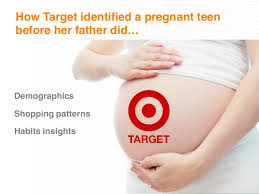 How Target identified a pregnant teen
before her father did…
Demographics
Shopping patterns
Habits insights
TARGET